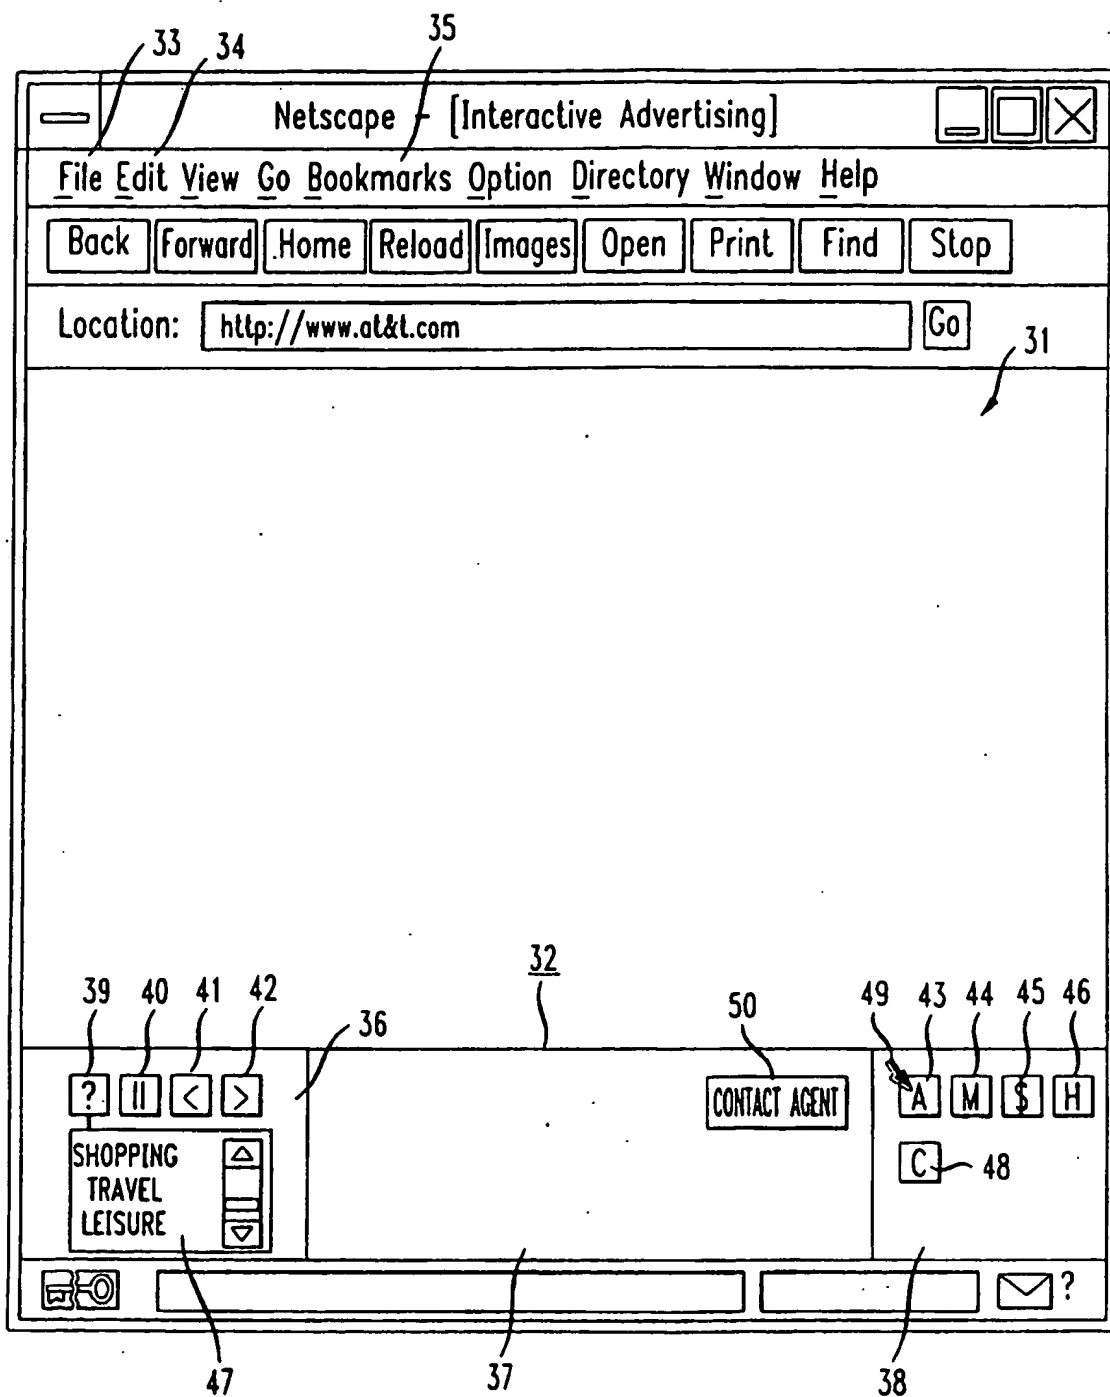 33 34 35
Netscape - [Interactive Advertising]
File Edit View Go Bookmarks Option Directory Window Help
Back Forward Home Reload Images Open Print Find Stop
Location: http://www.at&t.com Go
31
32
39 40 41 42 36 50 49 43 44 45 46
? || < > CONTACT AGENT A M $ H
SHOPPING
TRAVEL
LEISURE
C 48
?
47 37 38